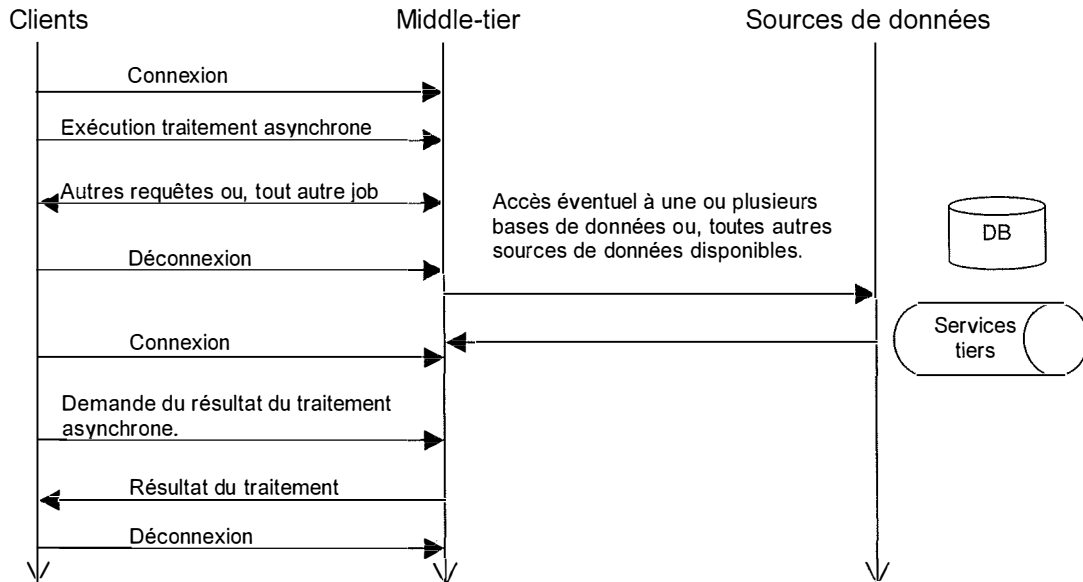 Clients
Middle-tier
Sources de données
Connexion
Exécution traitement asynchrone
Autres requêtes ou, tout autre job
Accès éventuel à une ou plusieurs
bases de données ou, toutes autres
sources de données disponibles.
DB
Déconnexion
Services
tiers
Connexion
Demande du résultat du traitement
asynchrone.
Résultat du traitement
Déconnexion